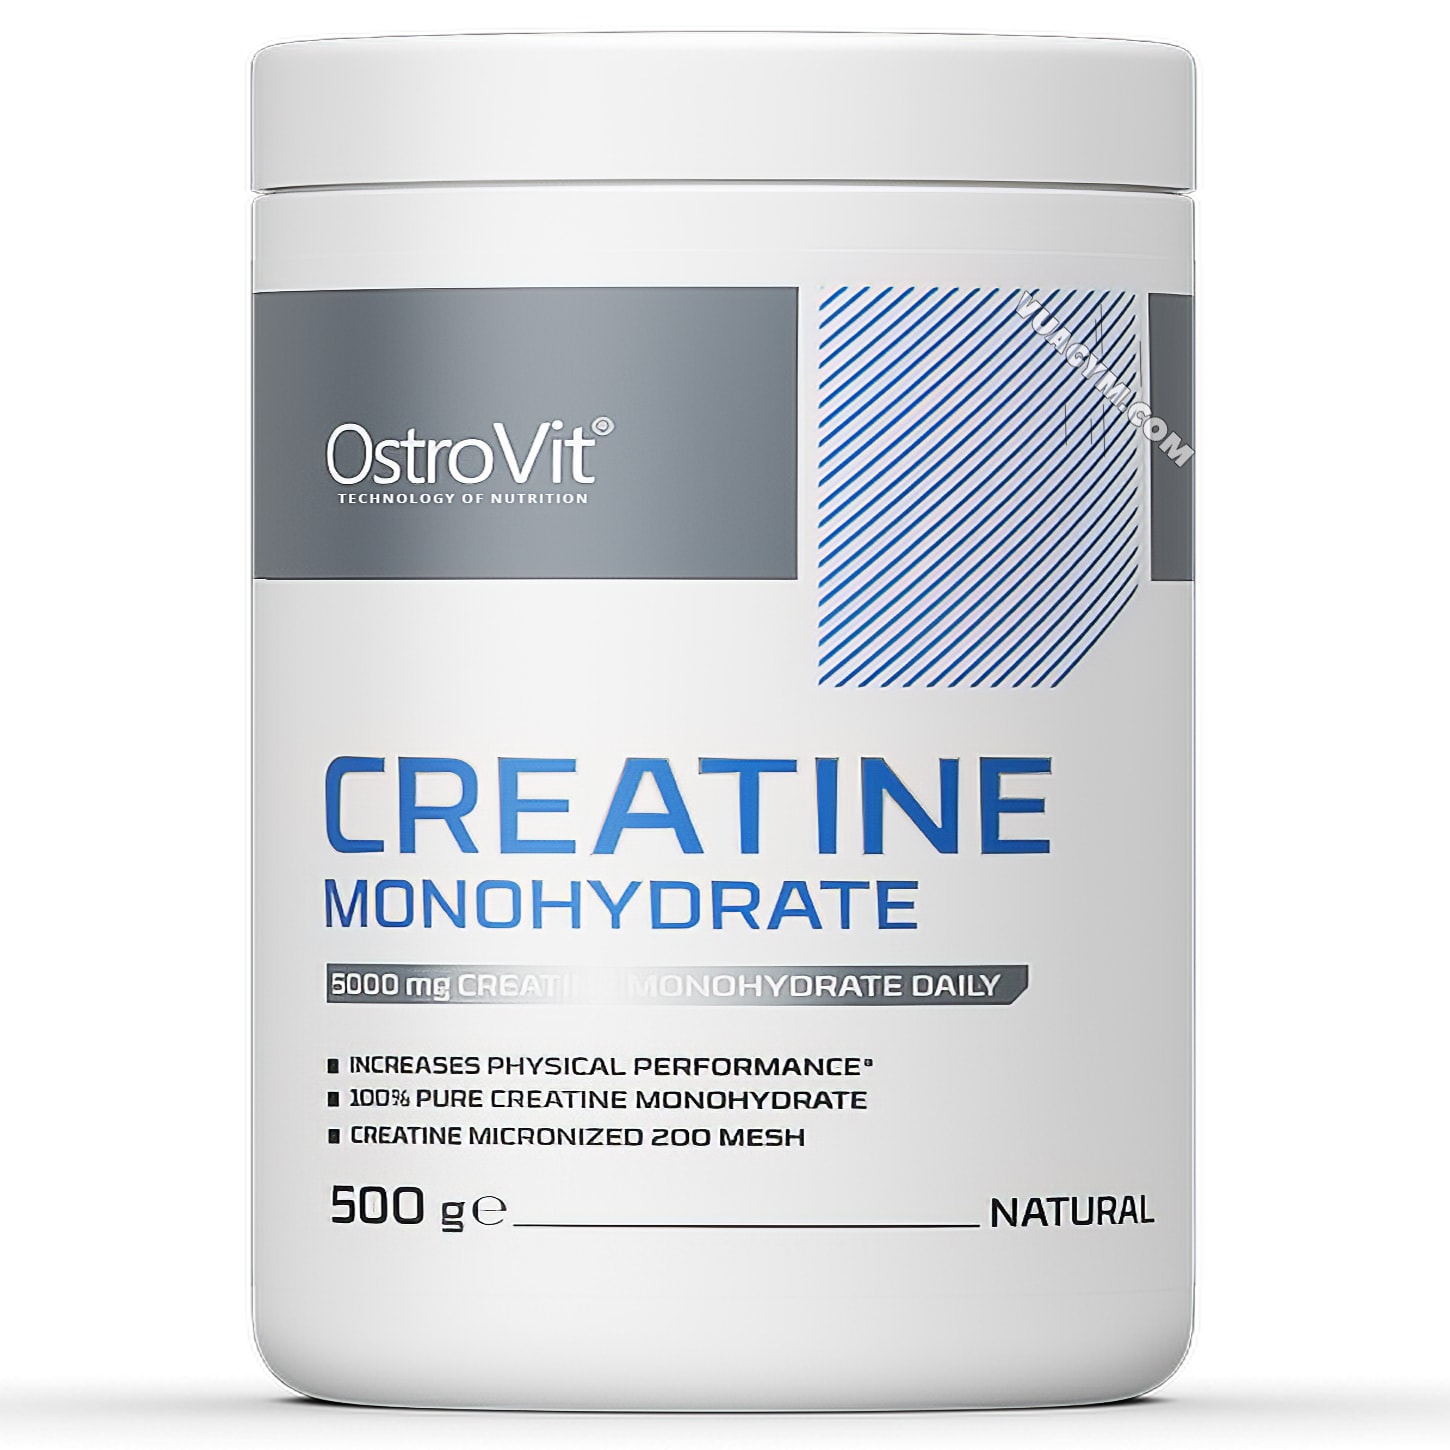 OstroVit®
TECHNOLOGY OF NUTRITION
VUAGYM.COM
CREATINE
MONOHYDRATE
5000 mg CREATINE MONOHYDRATE DAILY
■ INCREASES PHYSICAL PERFORMANCE*
■ 100% PURE CREATINE MONOHYDRATE
■ CREATINE MICRONIZED 200 MESH
500 g ℮
NATURAL